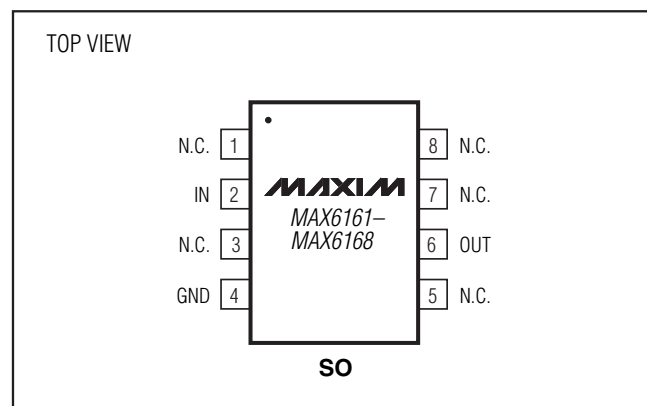 TOP VIEW
N.C. 1 8 N.C.
IN 2 MAXIM 7 N.C.
MAX6161–
N.C. 3 MAX6168 6 OUT
GND 4 5 N.C.
SO